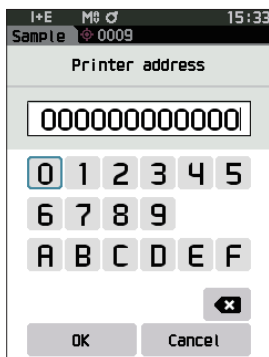 I+E M 15:33
Sample 0009
Printer address
000000000000
0 1 2 3 4 5
6 7 8 9
A B C D E F
OK Cancel